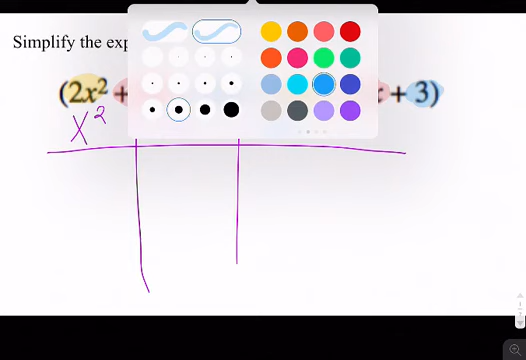 Simplify the exp
(2x² + + 3)
X²